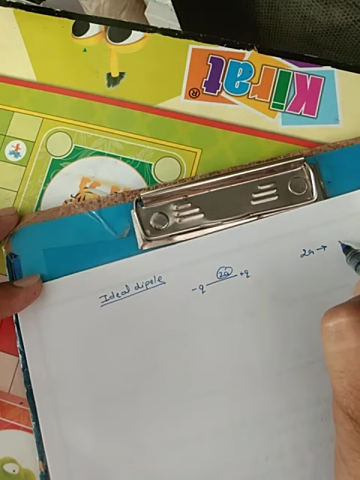 Kirat®
Ideal dipole
2a
-q +q
2a →